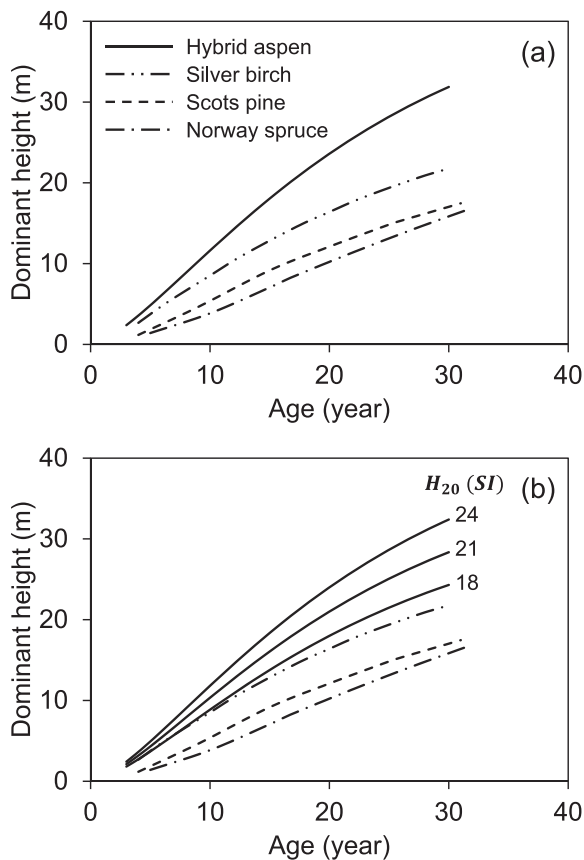 40
30
20
10
0
Dominant height (m)
Hybrid aspen
Silver birch
Scots pine
Norway spruce
(a)
0 10 20 30 40
Age (year)
40
30
20
10
0
Dominant height (m)
H20 (SI)
(b)
24
21
18
0 10 20 30 40
Age (year)